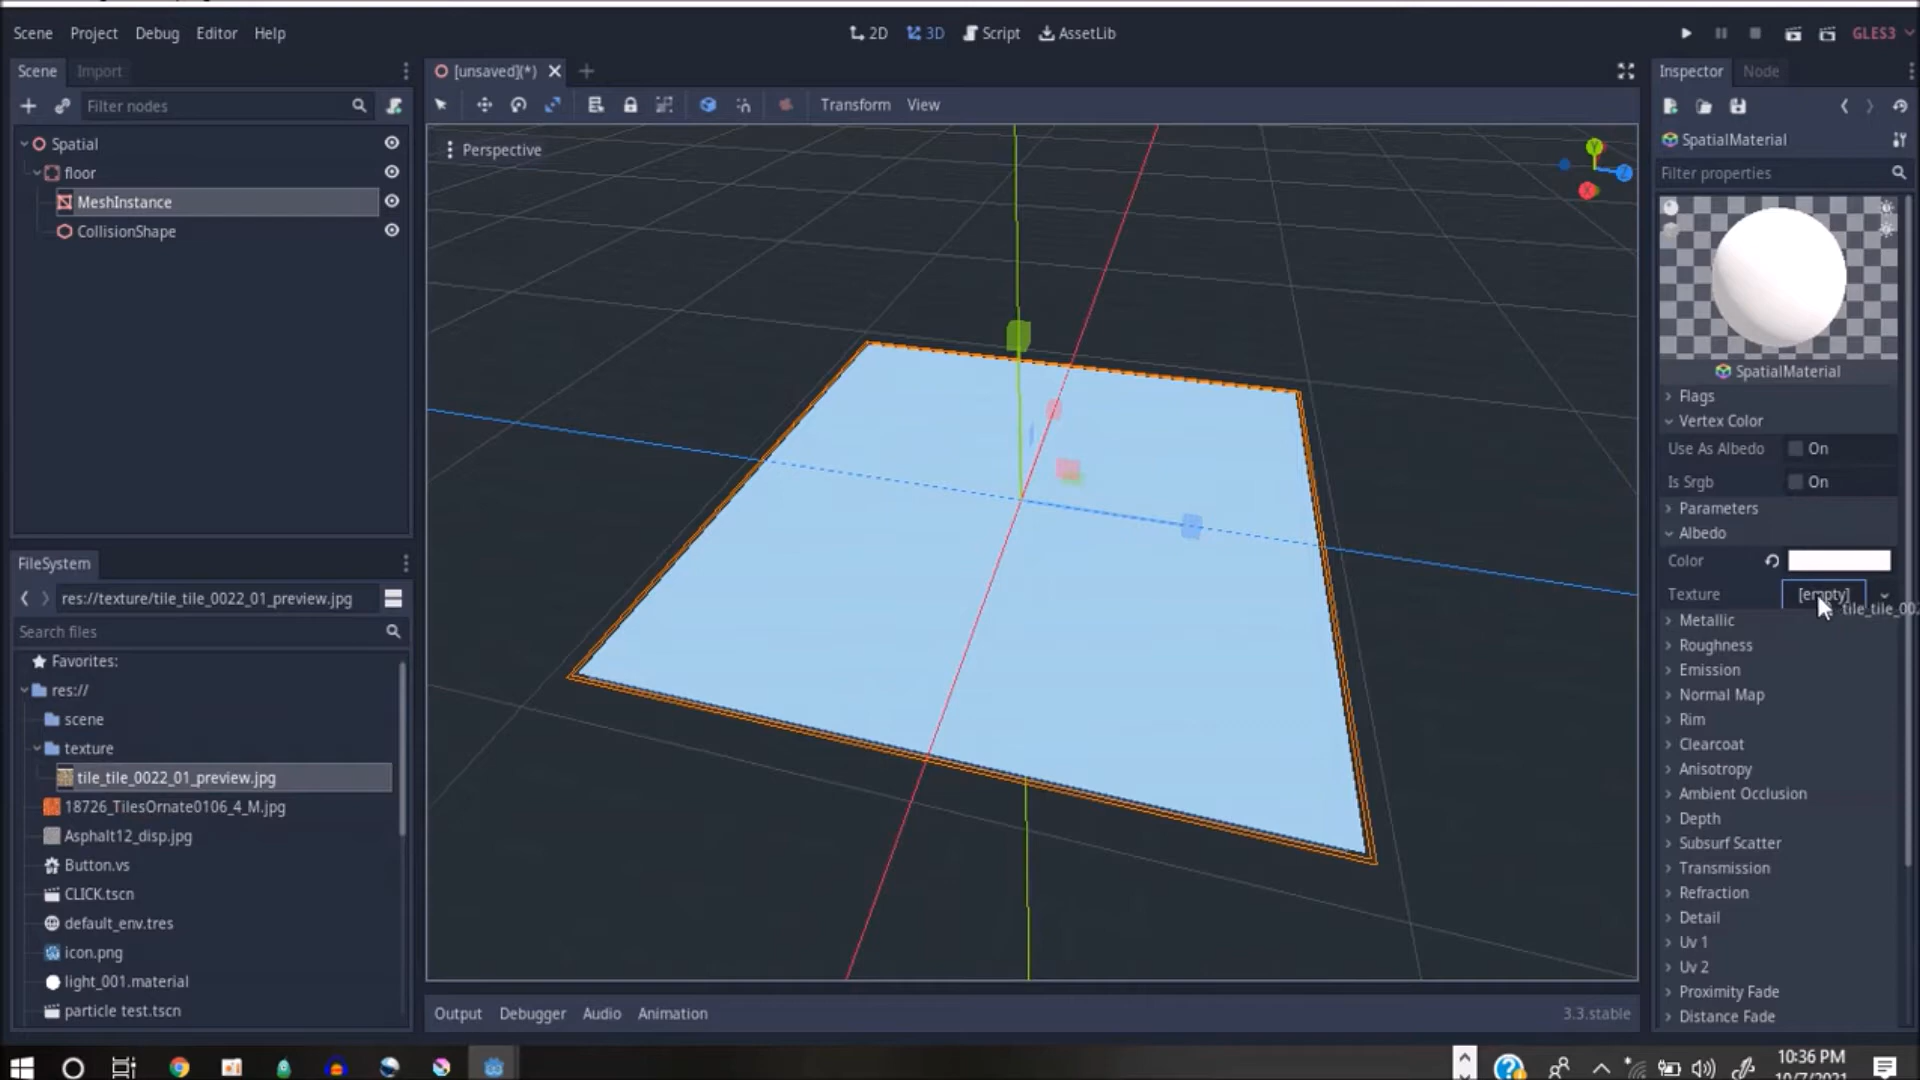 Scene Project Debug Editor Help 2D 3D Script AssetLib GLES3
Scene Import [unsaved](*) Inspector Node
Filter nodes Transform View
Spatial Perspective SpatialMaterial
floor Filter properties
MeshInstance
CollisionShape
SpatialMaterial
Flags
Vertex Color
Use As Albedo On
Is Srgb On
Parameters
Albedo
Color
Texture [empty]
Metallic
Roughness
Emission
Normal Map
Rim
Clearcoat
Anisotropy
Ambient Occlusion
Depth
Subsurf Scatter
Transmission
Refraction
Detail
Uv 1
Uv 2
Proximity Fade
Distance Fade
FileSystem
res://texture/tile_tile_0022_01_preview.jpg
Search files
Favorites:
res://
scene
texture
tile_tile_0022_01_preview.jpg
18726_TilesOrnate0106_4_M.jpg
Asphalt12_disp.jpg
Button.vs
CLICK.tscn
default_env.tres
icon.png
light_001.material
particle test.tscn
Output Debugger Audio Animation 3.3.stable
10:36 PM